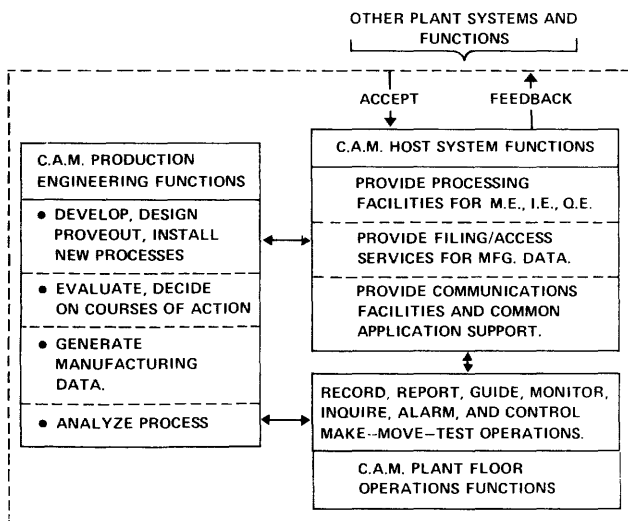 OTHER PLANT SYSTEMS AND
FUNCTIONS
ACCEPT
FEEDBACK
C.A.M. PRODUCTION
ENGINEERING FUNCTIONS
● DEVELOP, DESIGN
PROVEOUT, INSTALL
NEW PROCESSES
● EVALUATE, DECIDE
ON COURSES OF ACTION
● GENERATE
MANUFACTURING
DATA.
● ANALYZE PROCESS
C.A.M. HOST SYSTEM FUNCTIONS
PROVIDE PROCESSING
FACILITIES FOR M.E., I.E., Q.E.
PROVIDE FILING/ACCESS
SERVICES FOR MFG. DATA.
PROVIDE COMMUNICATIONS
FACILITIES AND COMMON
APPLICATION SUPPORT.
RECORD, REPORT, GUIDE, MONITOR,
INQUIRE, ALARM, AND CONTROL
MAKE--MOVE–TEST OPERATIONS.
C.A.M. PLANT FLOOR
OPERATIONS FUNCTIONS